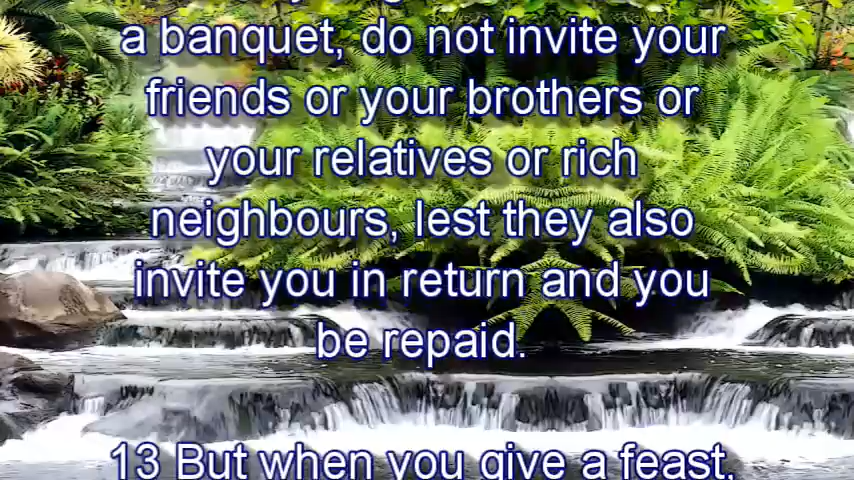 a banquet, do not invite your
friends or your brothers or
your relatives or rich
neighbours, lest they also
invite you in return and you
be repaid.
13 But when you give a feast,